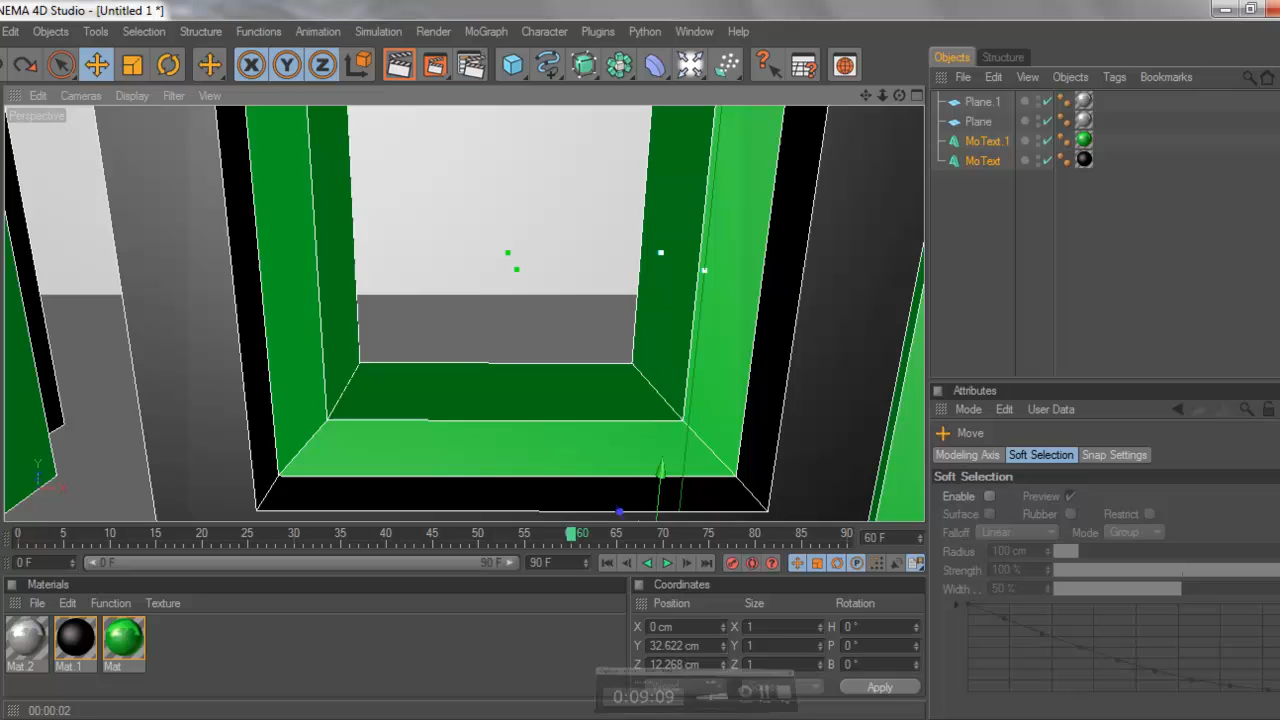 NEMA 4D Studio - [Untitled 1 *]
Edit Objects Tools Selection Structure Functions Animation Simulation Render MoGraph Character Plugins Python Window Help
Objects Structure
File Edit View Objects Tags Bookmarks
Edit Cameras Display Filter View
Perspective
Plane.1
Plane
MoText.1
MoText
Y
X
Attributes
Mode Edit User Data
Move
Modeling Axis Soft Selection Snap Settings
Soft Selection
Enable Preview
Surface Rubber Restrict
Falloff Linear Mode Group
Radius 100 cm
Strength 100 %
Width . . 50 %
0 5 10 15 20 25 30 35 40 45 50 55 60 65 70 75 80 85 90 60 F
0 F 0 F 90 F 90 F
Materials
File Edit Function Texture
Mat.2 Mat.1 Mat
Coordinates
Position Size Rotation
X 0 cm X 1 H 0 °
Y 32.622 cm Y 1 P 0 °
Z 12.268 cm Z 1 B 0 °
0:09:09
Apply
00:00:02